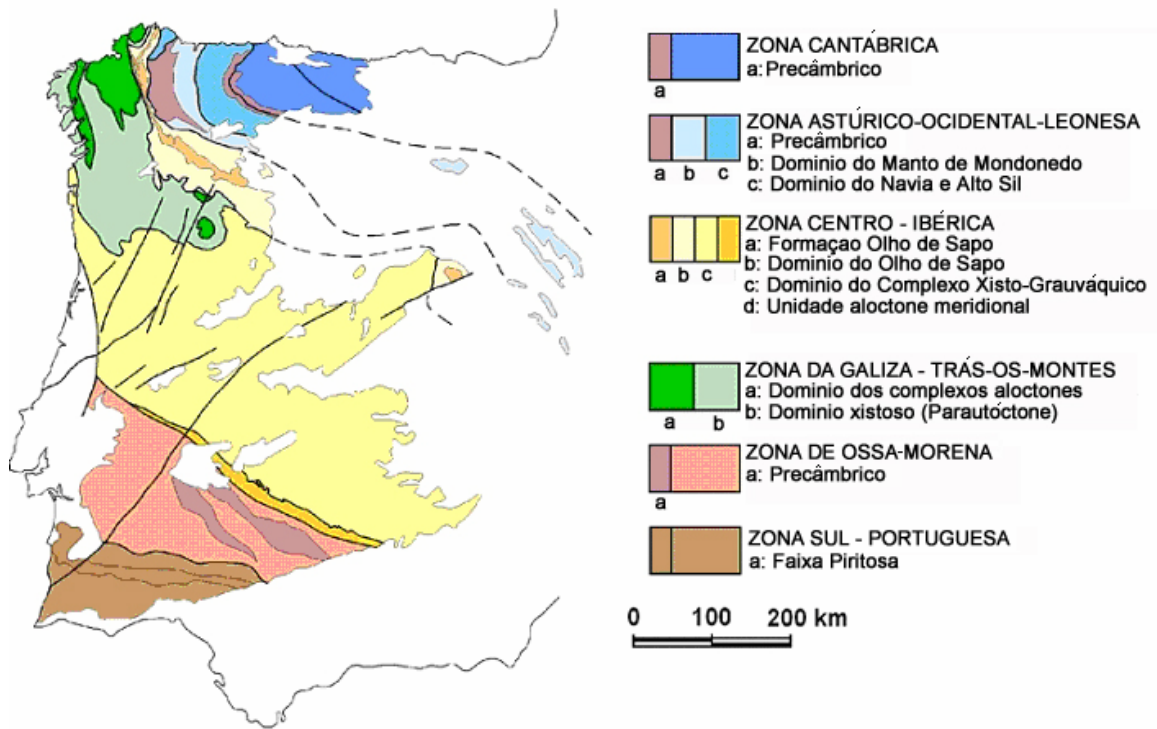 ZONA CANTÁBRICA
a: Precâmbrico
a
ZONA ASTÚRICO-OCIDENTAL-LEONESA
a: Precâmbrico
b: Dominio do Manto de Mondonedo
c: Dominio do Navia e Alto Sil
a b c
ZONA CENTRO - IBÉRICA
a: Formaçao Olho de Sapo
b: Dominio do Olho de Sapo
c: Dominio do Complexo Xisto-Grauváquico
d: Unidade aloctone meridional
a b c d
ZONA DA GALIZA - TRÁS-OS-MONTES
a: Dominio dos complexos aloctones
b: Dominio xistoso (Parautóctone)
a b
ZONA DE OSSA-MORENA
a: Precâmbrico
a
ZONA SUL - PORTUGUESA
a: Faixa Piritosa
a
0 100 200 km